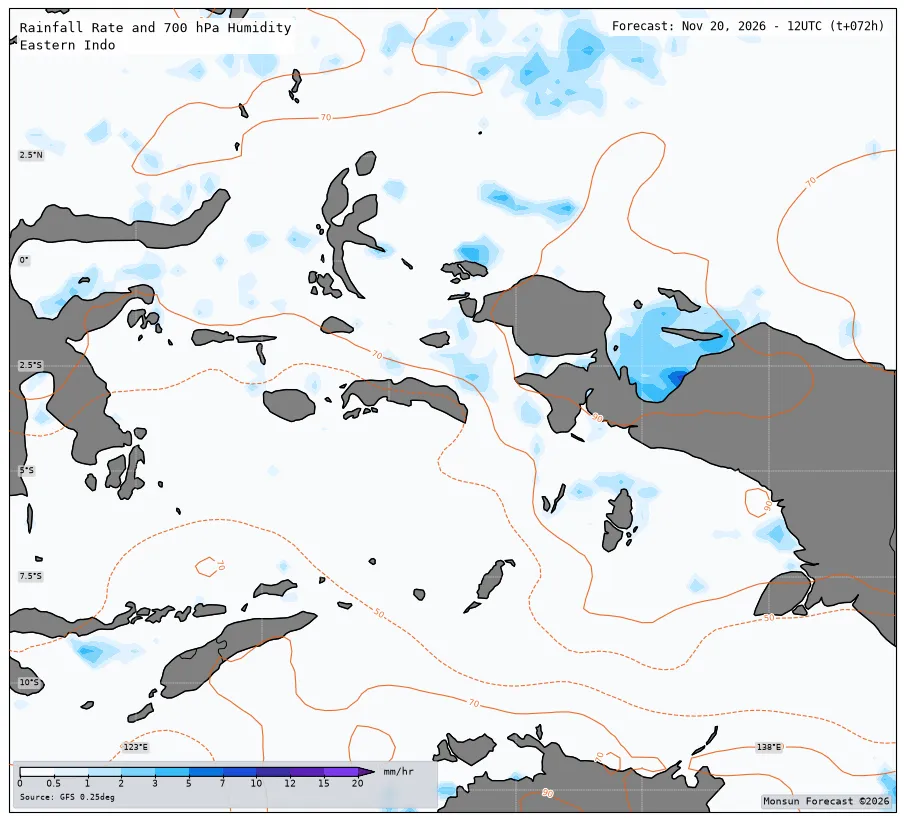 Rainfall Rate and 700 hPa Humidity
Eastern Indo
Forecast: Nov 20, 2026 - 12UTC (t+072h)
70
2.5°N
70
0°
70
2.5°S
90
5°S
90
70
7.5°S
50
50
10°S
70
123°E
138°E
70
90
mm/hr
0 0.5 1 2 3 5 7 10 12 15 20
Source: GFS 0.25deg
Monsun Forecast ©2026